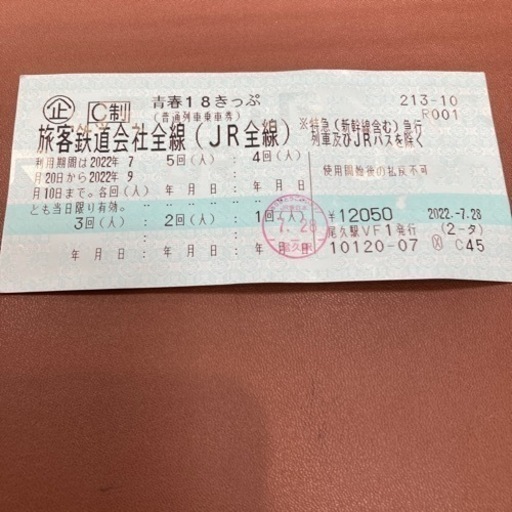 企 C制 青春18きっぷ
(普通列車乗車券)
213-10
R001
旅客鉄道会社全線(JR全線)
※特急(新幹線含む)急行
列車及びJRバスを除く
利用期間は2022年 7 5回(人) : 4回(人) :
月20日から2022年 9 : :
月10日まで。各回(人) 年 月 日: 年 月 日:
とも当日限り有効。
使用開始後の払戻不可
3回(人) : 2回(人) : 1回(人)
年 月日: 年 月日: 年 月日
7.28
尾久駅
¥12050 2022.-7.28
尾久駅VF1発行 (2-タ)
10120-07 ㊇ C45